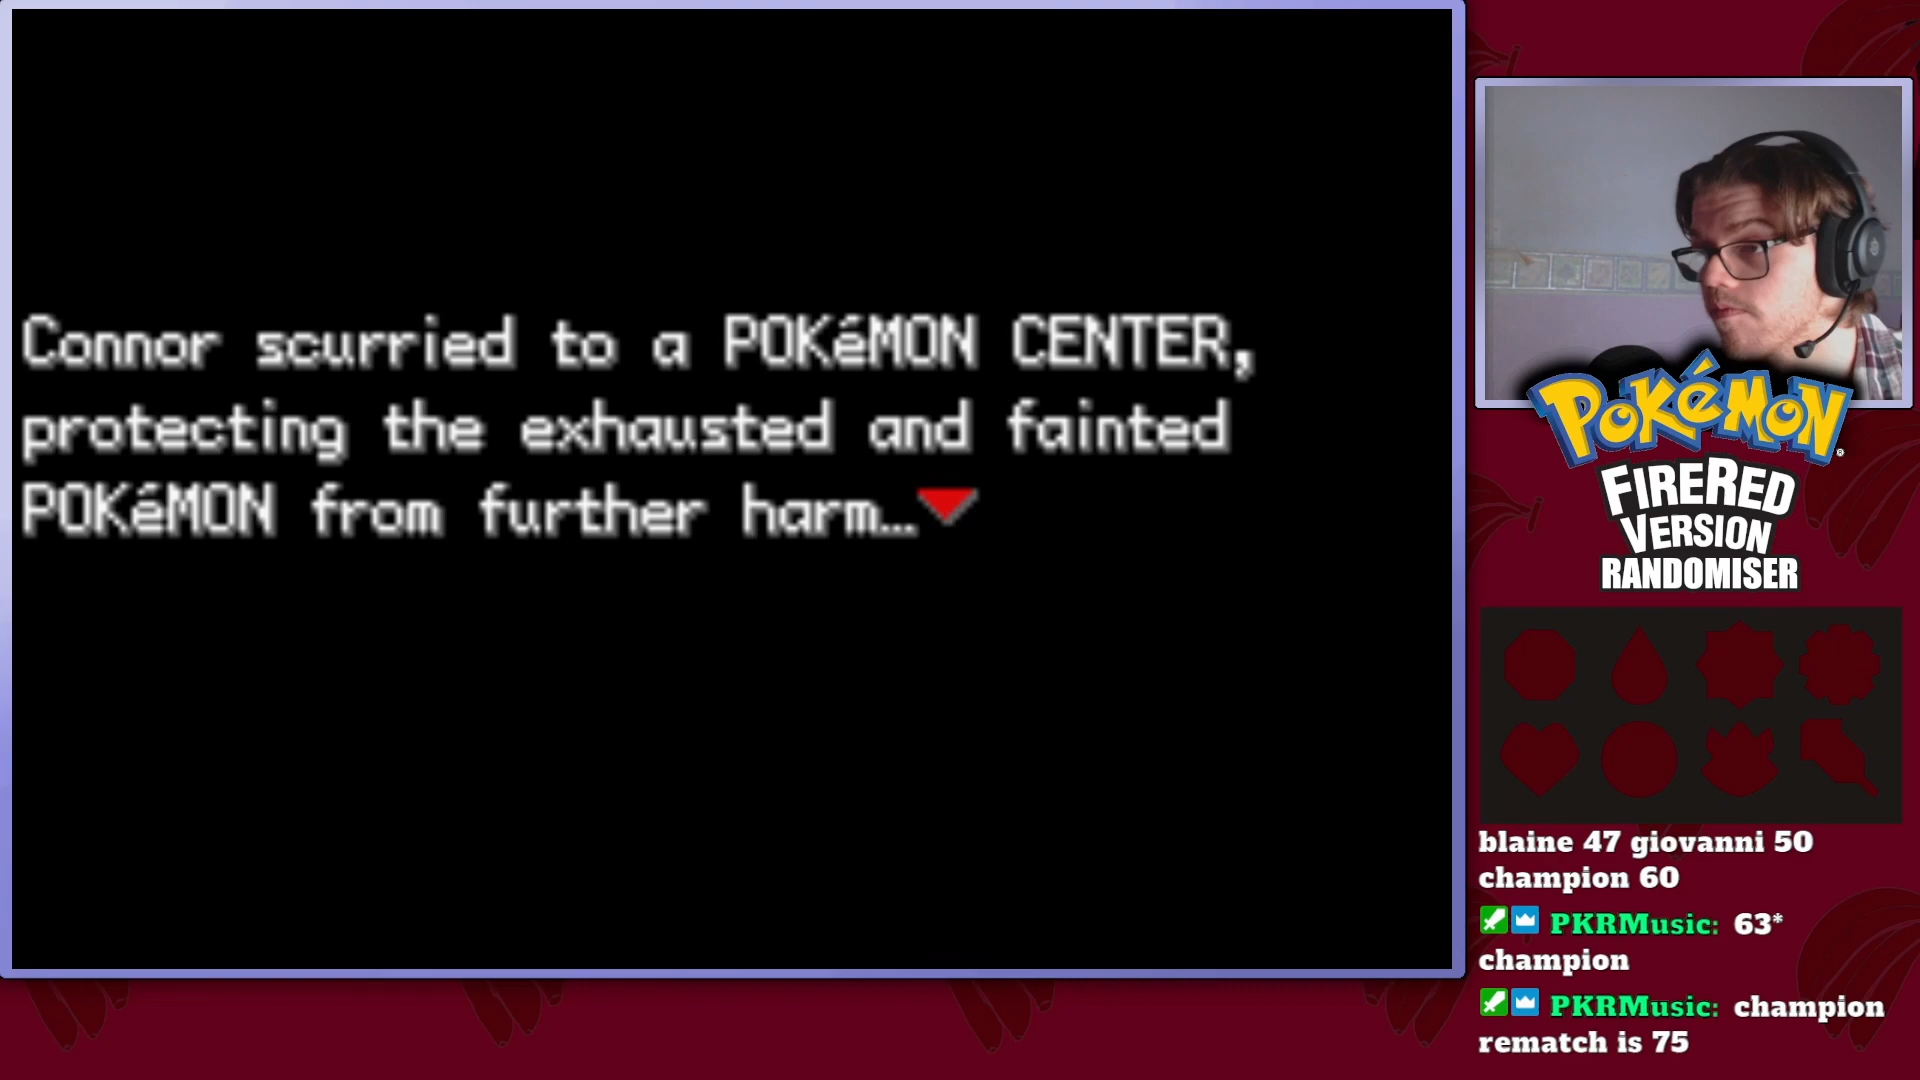 Connor scurried to a POKéMON CENTER,
protecting the exhausted and fainted
POKéMON from further harm…
POKéMON
FIRERED
VERSION
RANDOMISER
blaine 47 giovanni 50
champion 60
PKRMusic: 63*
champion
PKRMusic: champion
rematch is 75